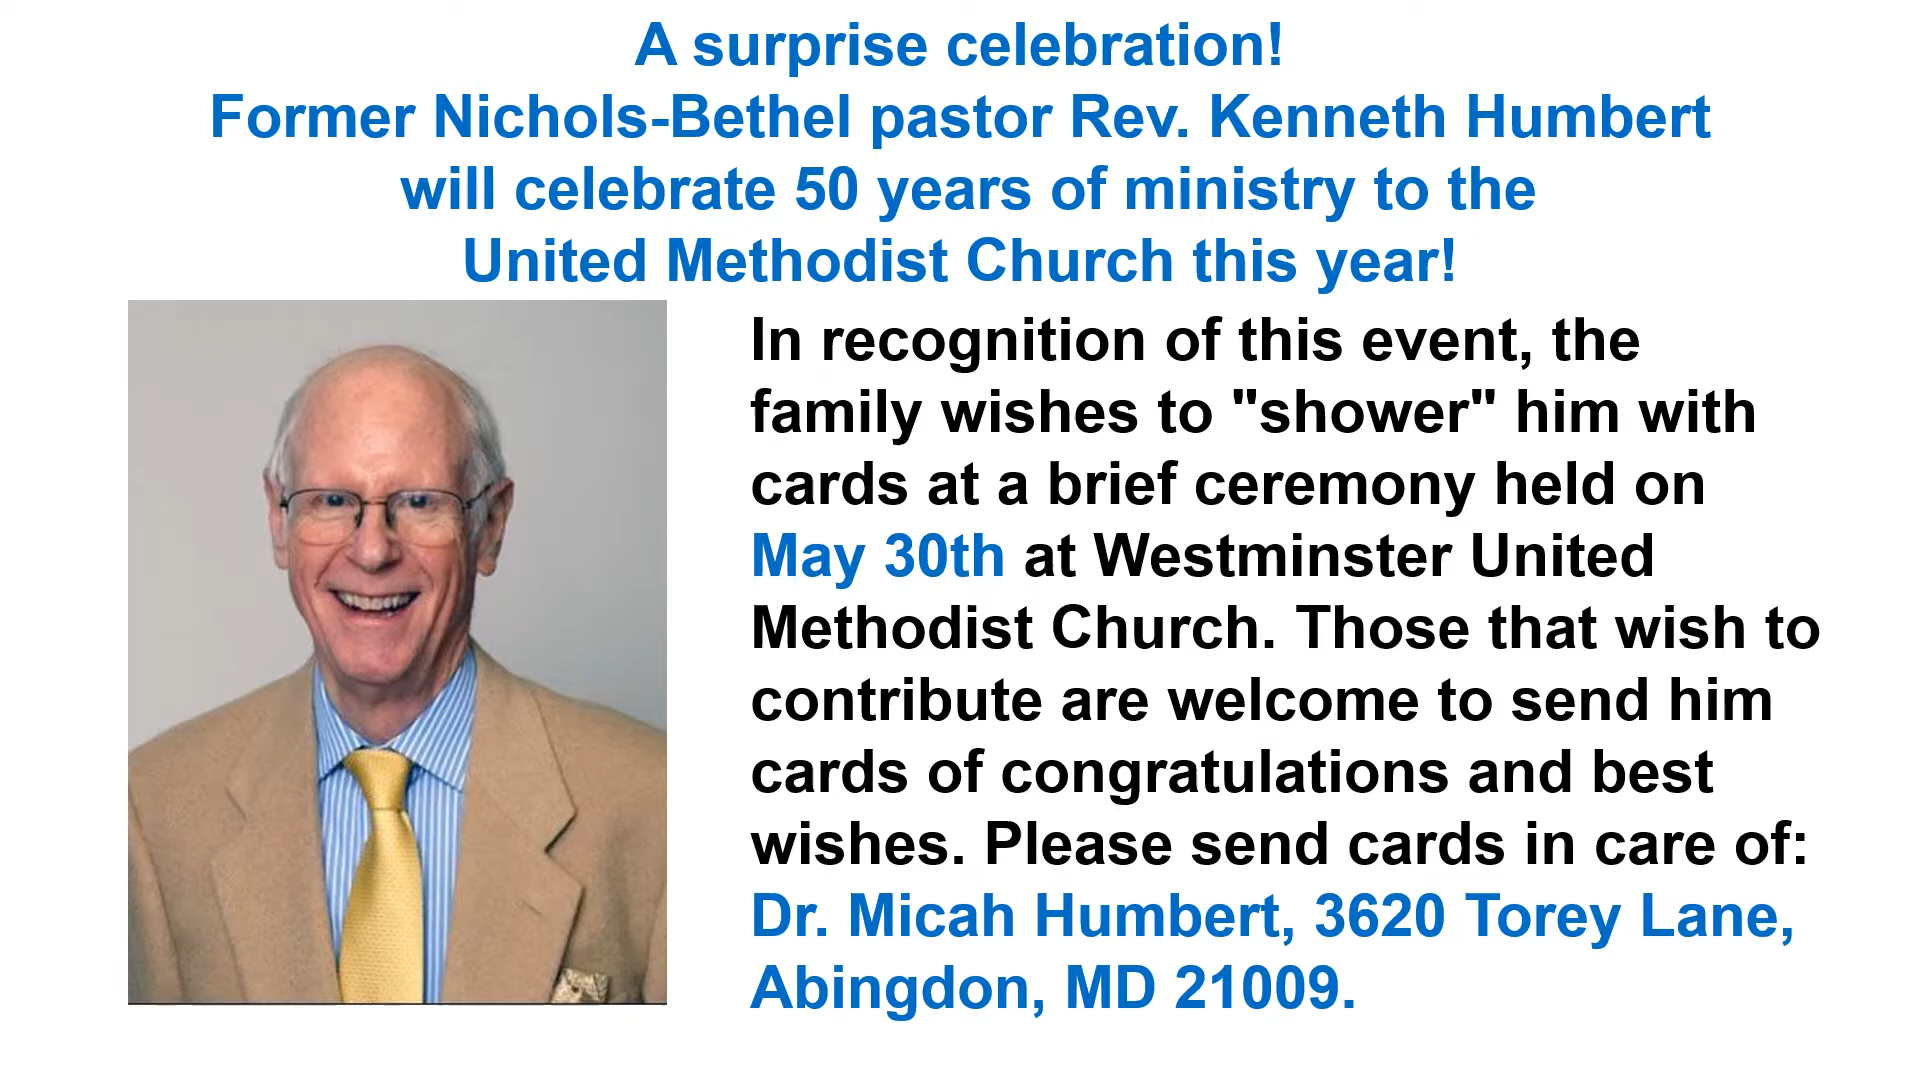 A surprise celebration!
Former Nichols-Bethel pastor Rev. Kenneth Humbert
will celebrate 50 years of ministry to the
United Methodist Church this year!
In recognition of this event, the
family wishes to "shower" him with
cards at a brief ceremony held on
May 30th at Westminster United
Methodist Church. Those that wish to
contribute are welcome to send him
cards of congratulations and best
wishes. Please send cards in care of:
Dr. Micah Humbert, 3620 Torey Lane,
Abingdon, MD 21009.